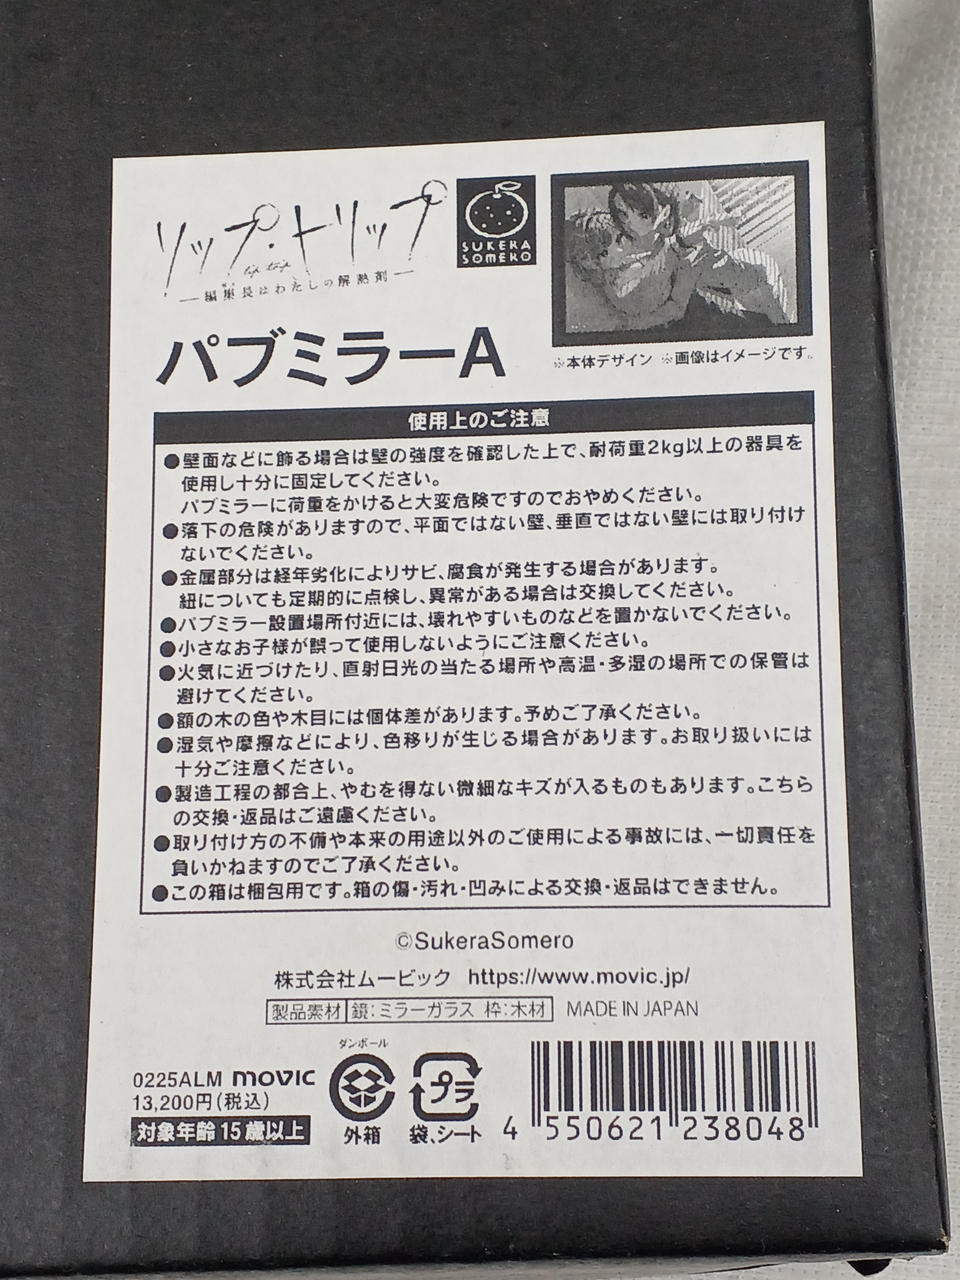 リップ・トリップ
lip trip
―編集長はわたしの解熱剤―
SUKERA
SOMERO
パブミラーA
※本体デザイン ※画像はイメージです。
使用上のご注意
●壁面などに飾る場合は壁の強度を確認した上で、耐荷重2kg以上の器具を
使用し十分に固定してください。
パブミラーに荷重をかけると大変危険ですのでおやめください。
●落下の危険がありますので、平面ではない壁、垂直ではない壁には取り付け
ないでください。
●金属部分は経年劣化によりサビ、腐食が発生する場合があります。
紐についても定期的に点検し、異常がある場合は交換してください。
●パブミラー設置場所付近には、壊れやすいものなどを置かないでください。
●小さなお子様が誤って使用しないようにご注意ください。
●火気に近づけたり、直射日光の当たる場所や高温・多湿の場所での保管は
避けてください。
●額の木の色や木目には個体差があります。予めご了承ください。
●湿気や摩擦などにより、色移りが生じる場合があります。お取り扱いには
十分ご注意ください。
●製造工程の都合上、やむを得ない微細なキズが入るものもあります。こちら
の交換・返品はご遠慮ください。
●取り付け方の不備や本来の用途以外のご使用による事故には、一切責任を
負いかねますのでご了承ください。
●この箱は梱包用です。箱の傷・汚れ・凹みによる交換・返品はできません。
©SukeraSomero
株式会社ムービック https://www.movic.jp/
製品素材 鏡：ミラーガラス 枠：木材 MADE IN JAPAN
ダンボール
プラ
0225ALM movic
13,200円(税込)
対象年齢15歳以上
外箱 袋、シート
4 550621 238048